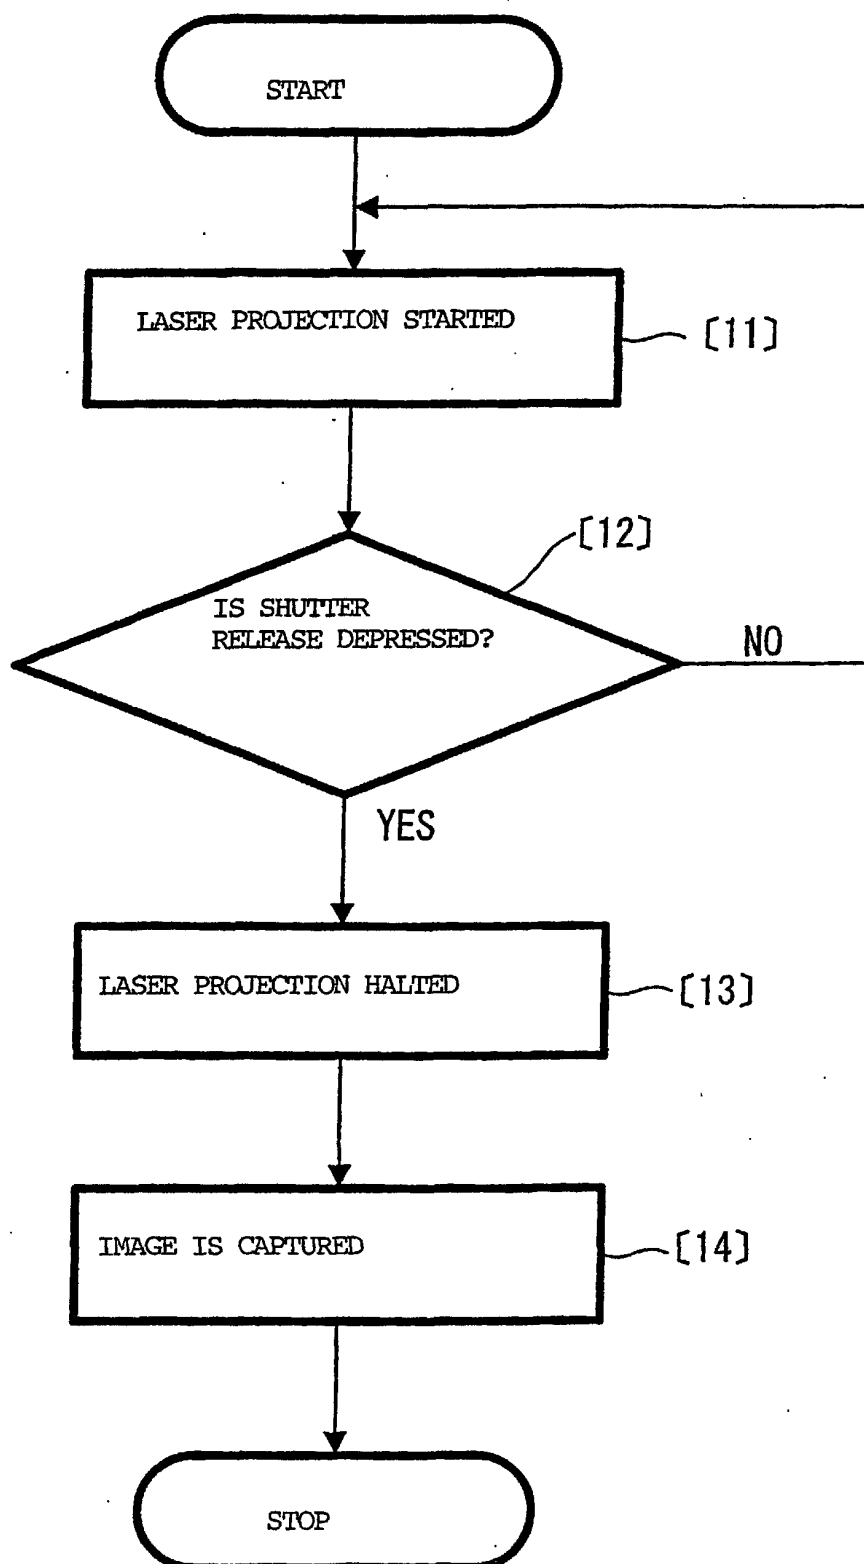 START
LASER PROJECTION STARTED
[11]
[12]
IS SHUTTER
RELEASE DEPRESSED?
NO
YES
LASER PROJECTION HALTED
[13]
IMAGE IS CAPTURED
[14]
STOP